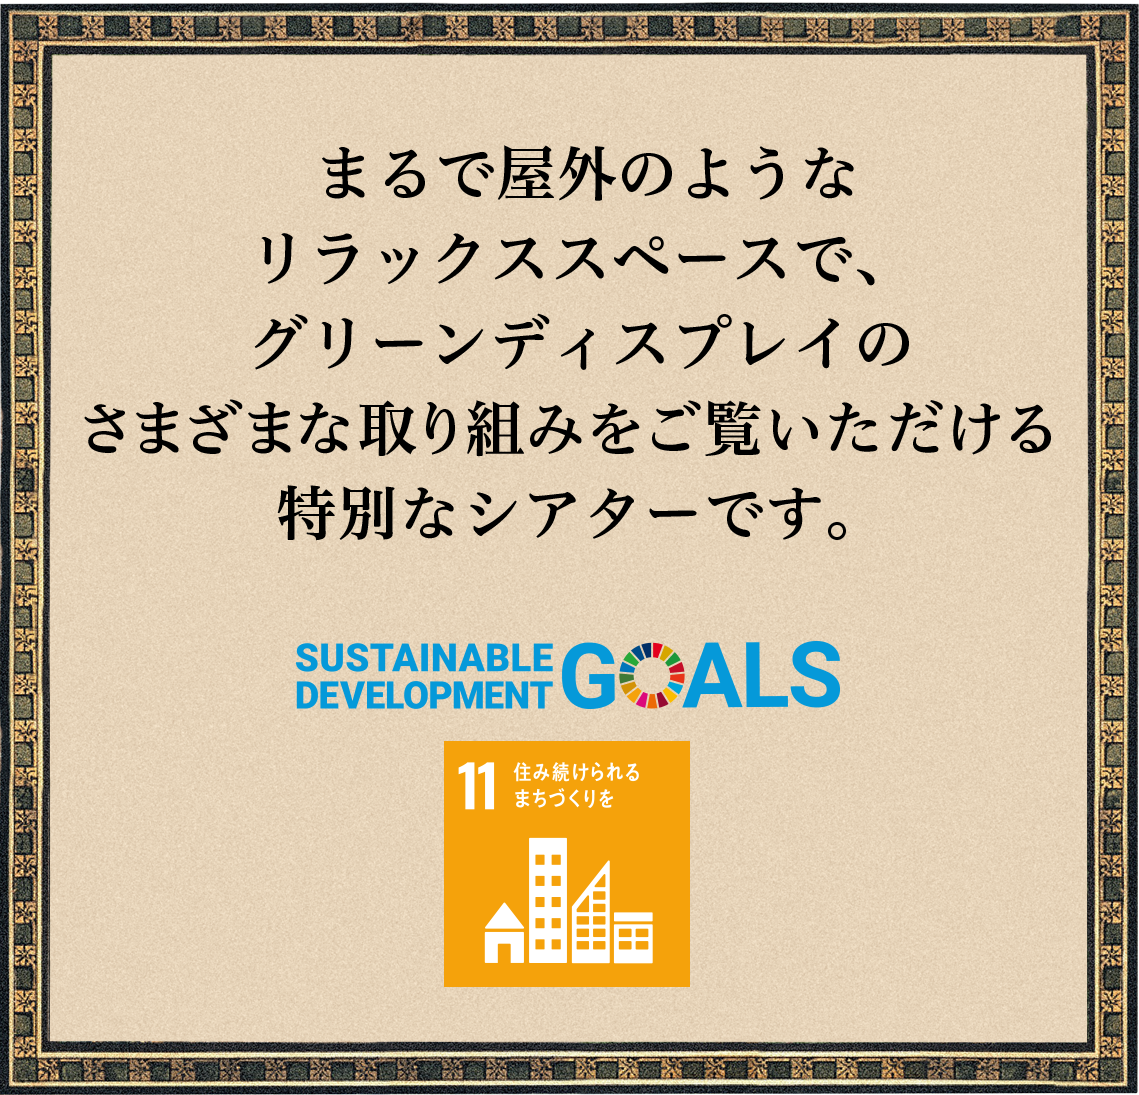 まるで屋外のような
リラックススペースで、
グリーンディスプレイの
さまざまな取り組みをご覧いただける
特別なシアターです。
SUSTAINABLE
DEVELOPMENT
GOALS
11
住み続けられる
まちづくりを